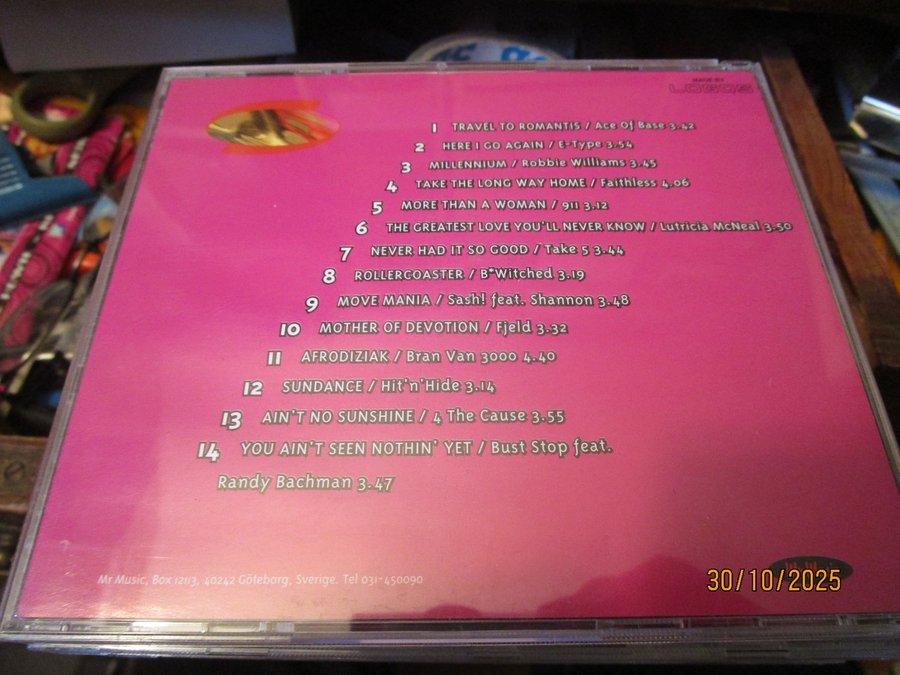 MADE BY
LOGOS
1 TRAVEL TO ROMANTIS / Ace Of Base 3.42
2 HERE I GO AGAIN / E-Type 3.54
3 MILLENNIUM / Robbie Williams 3.45
4 TAKE THE LONG WAY HOME / Faithless 4.06
5 MORE THAN A WOMAN / 911 3.12
6 THE GREATEST LOVE YOU'LL NEVER KNOW / Lutricia McNeal 3.50
7 NEVER HAD IT SO GOOD / Take 5 3.44
8 ROLLERCOASTER / B*Witched 3.19
9 MOVE MANIA / Sash! feat. Shannon 3.48
10 MOTHER OF DEVOTION / Fjeld 3.32
11 AFRODIZIAK / Bran Van 3000 4.40
12 SUNDANCE / Hit'n'Hide 3.14
13 AIN'T NO SUNSHINE / 4 The Cause 3.55
14 YOU AIN'T SEEN NOTHIN' YET / Bust Stop feat.
Randy Bachman 3.47
Mr Music, Box 12113, 40242 Göteborg, Sverige. Tel 031-450090
30/10/2025